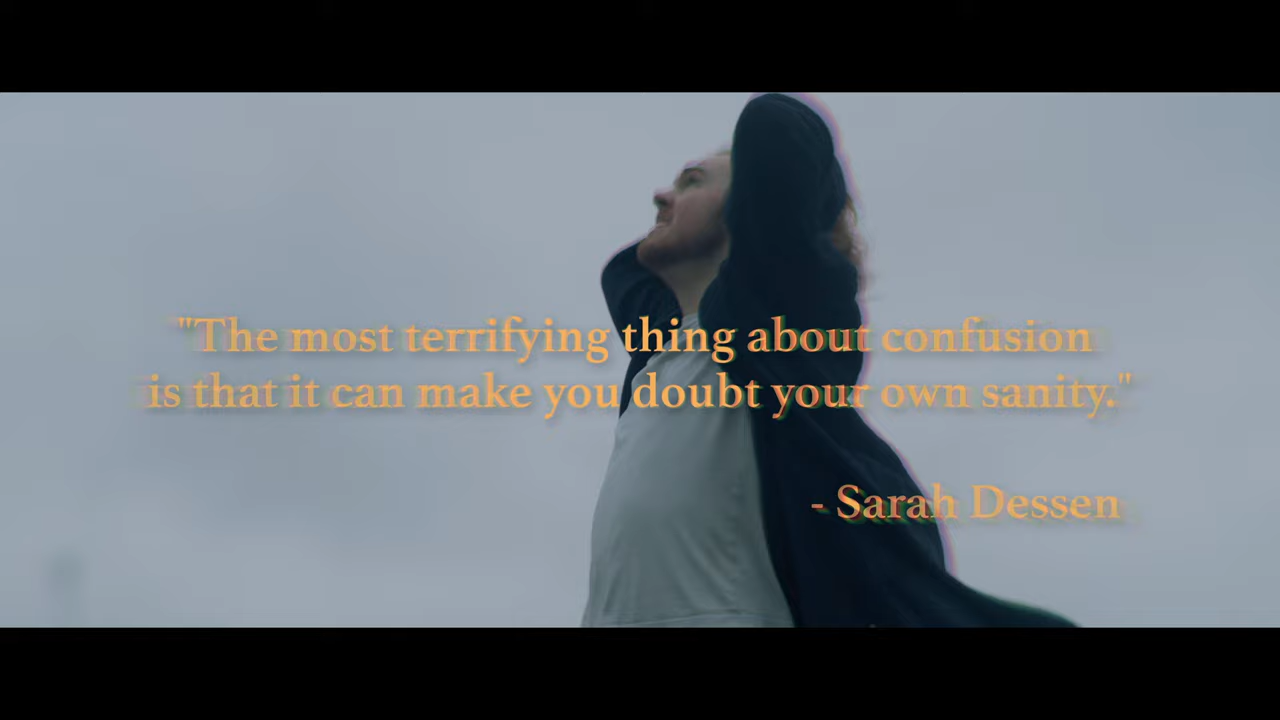 "The most terrifying thing about confusion
is that it can make you doubt your own sanity."
- Sarah Dessen